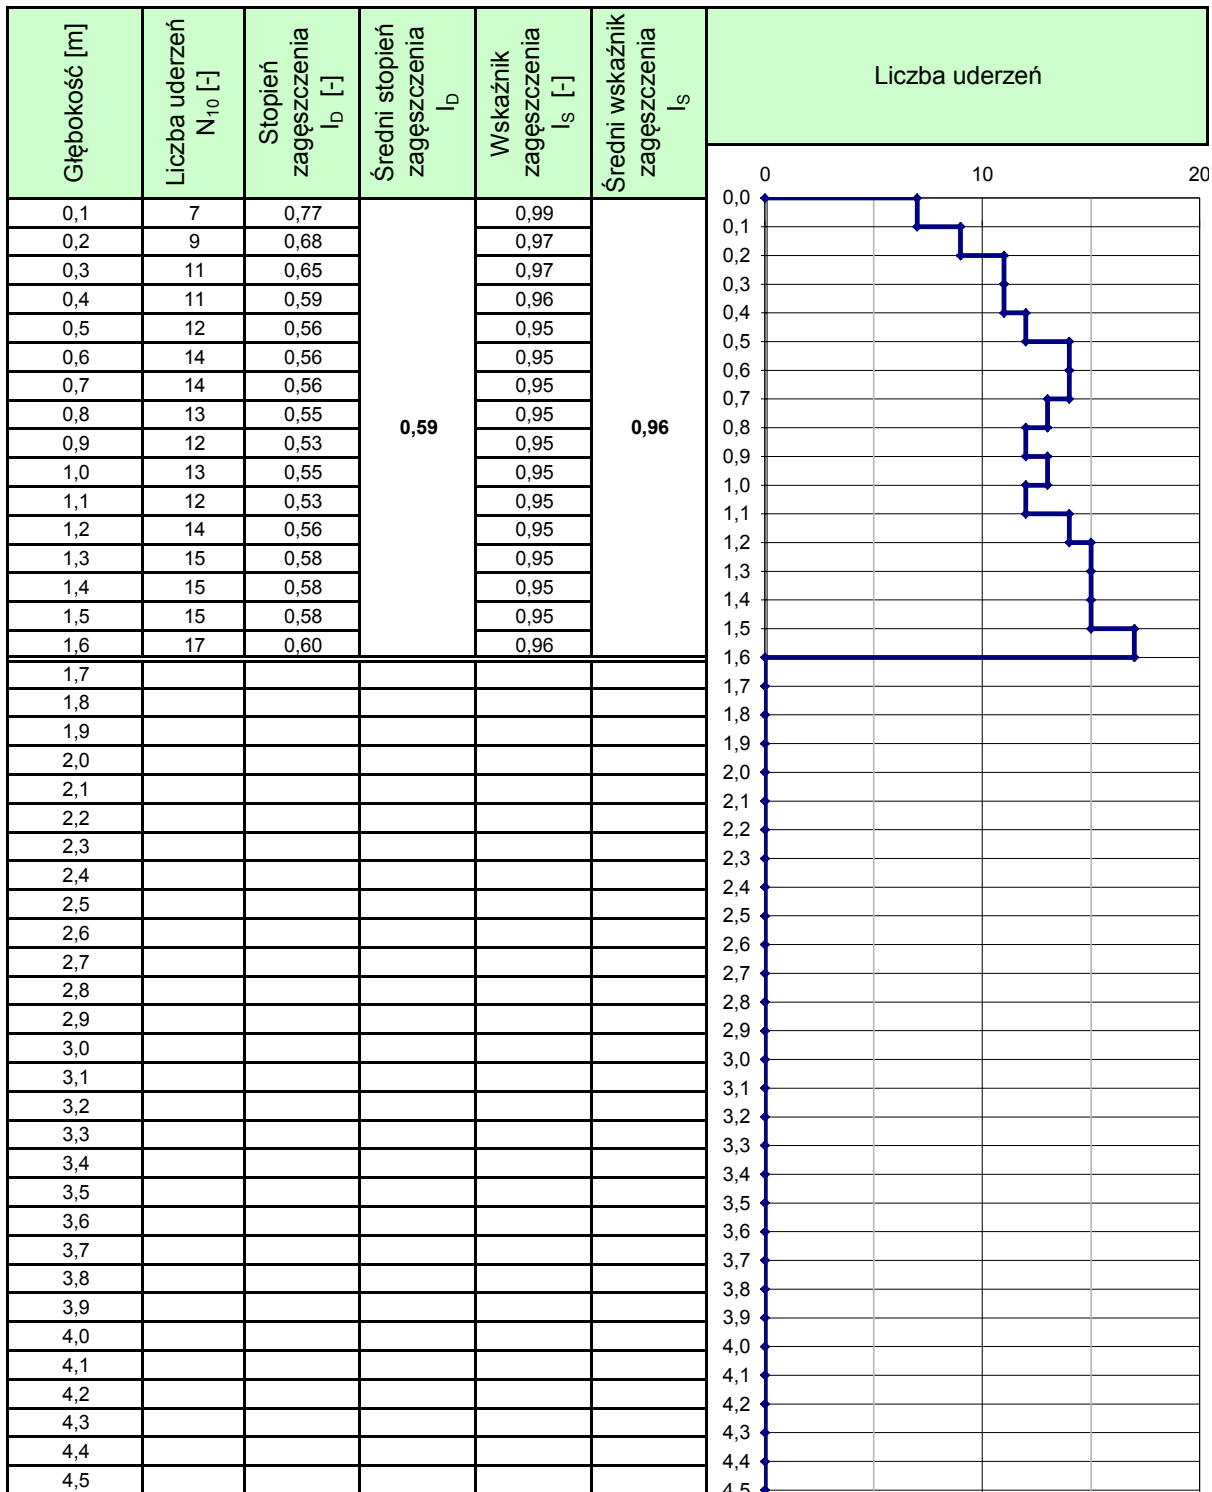 Głębokość [m]
Liczba uderzeń
N₁₀ [-]
Stopień
zagęszczenia
I_D [-]
Średni stopień
zagęszczenia
I_D
Wskaźnik
zagęszczenia
I_S [-]
Średni wskaźnik
zagęszczenia
I_S
Liczba uderzeń
0 10 20
0,1 7 0,77 0,99
0,2 9 0,68 0,97
0,3 11 0,65 0,97
0,4 11 0,59 0,96
0,5 12 0,56 0,95
0,6 14 0,56 0,95
0,7 14 0,56 0,95
0,8 13 0,55 0,95
0,59 0,96
0,9 12 0,53 0,95
1,0 13 0,55 0,95
1,1 12 0,53 0,95
1,2 14 0,56 0,95
1,3 15 0,58 0,95
1,4 15 0,58 0,95
1,5 15 0,58 0,95
1,6 17 0,60 0,96
1,7
1,8
1,9
2,0
2,1
2,2
2,3
2,4
2,5
2,6
2,7
2,8
2,9
3,0
3,1
3,2
3,3
3,4
3,5
3,6
3,7
3,8
3,9
4,0
4,1
4,2
4,3
4,4
4,5
0,0
0,1
0,2
0,3
0,4
0,5
0,6
0,7
0,8
0,9
1,0
1,1
1,2
1,3
1,4
1,5
1,6
1,7
1,8
1,9
2,0
2,1
2,2
2,3
2,4
2,5
2,6
2,7
2,8
2,9
3,0
3,1
3,2
3,3
3,4
3,5
3,6
3,7
3,8
3,9
4,0
4,1
4,2
4,3
4,4
4,5